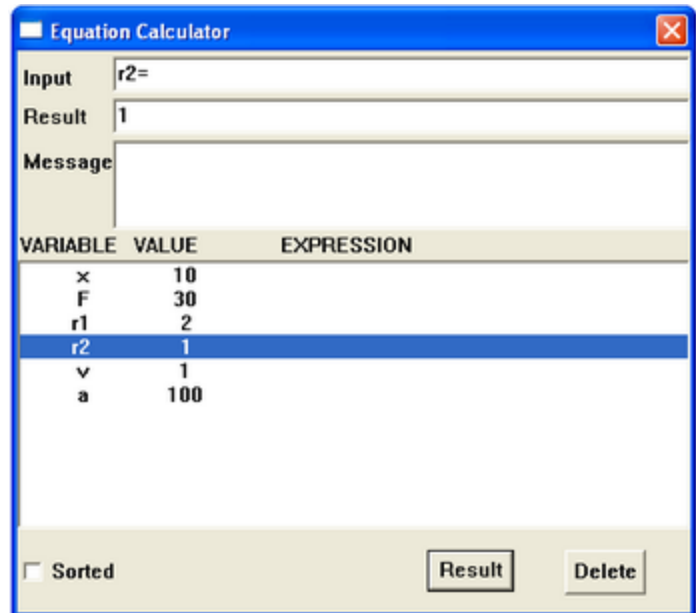 Equation Calculator
Input r2=
Result 1
Message
VARIABLE VALUE EXPRESSION
x 10
F 30
r1 2
r2 1
v 1
a 100
Sorted Result Delete